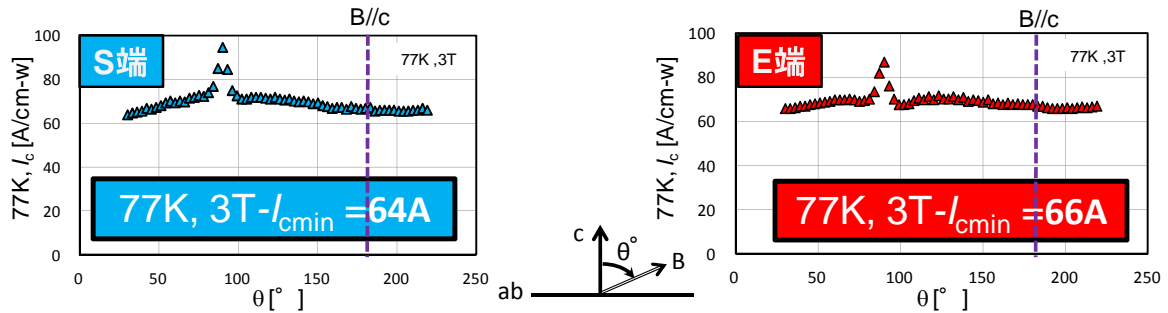 B//c
S端
77K ,3T
77K, Ic [A/cm-w]
100
80
60
40
20
0
77K, 3T-Icmin =64A
0 50 100 150 200 250
θ [°]
c
θ°
B
ab
B//c
E端
77K ,3T
77K, Ic [A/cm-w]
100
80
60
40
20
0
77K, 3T-Icmin =66A
0 50 100 150 200 250
θ [°]